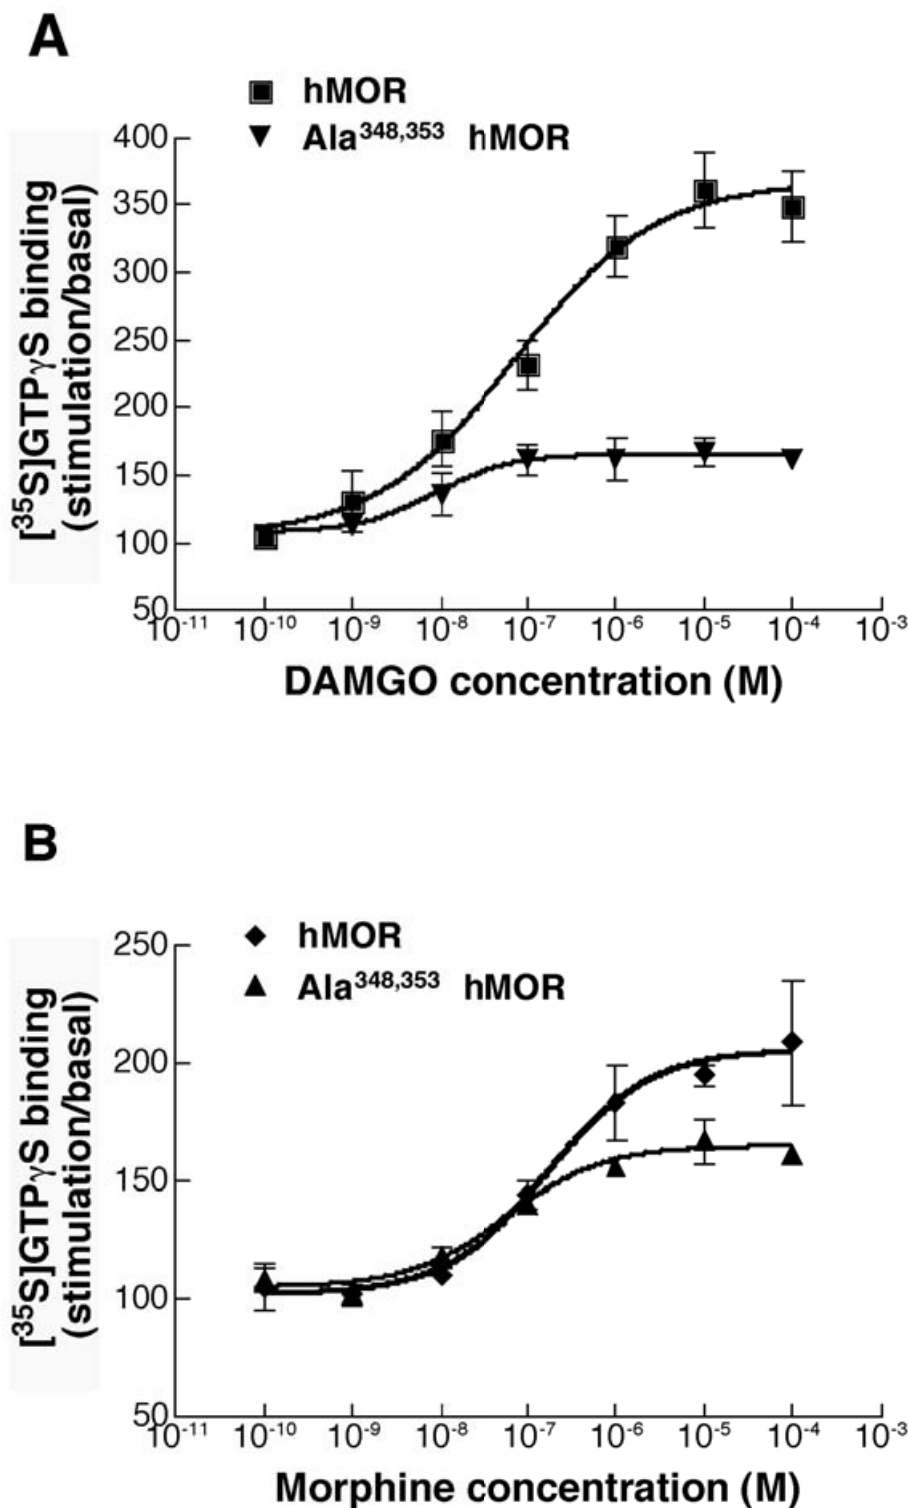 A
hMOR
Ala³⁴⁸,³⁵³ hMOR
[³⁵S]GTPγS binding
(stimulation/basal)
400
350
300
250
200
150
100
50
10⁻¹¹ 10⁻¹⁰ 10⁻⁹ 10⁻⁸ 10⁻⁷ 10⁻⁶ 10⁻⁵ 10⁻⁴ 10⁻³
DAMGO concentration (M)
B
hMOR
Ala³⁴⁸,³⁵³ hMOR
[³⁵S]GTPγS binding
(stimulation/basal)
250
200
150
100
50
10⁻¹¹ 10⁻¹⁰ 10⁻⁹ 10⁻⁸ 10⁻⁷ 10⁻⁶ 10⁻⁵ 10⁻⁴ 10⁻³
Morphine concentration (M)